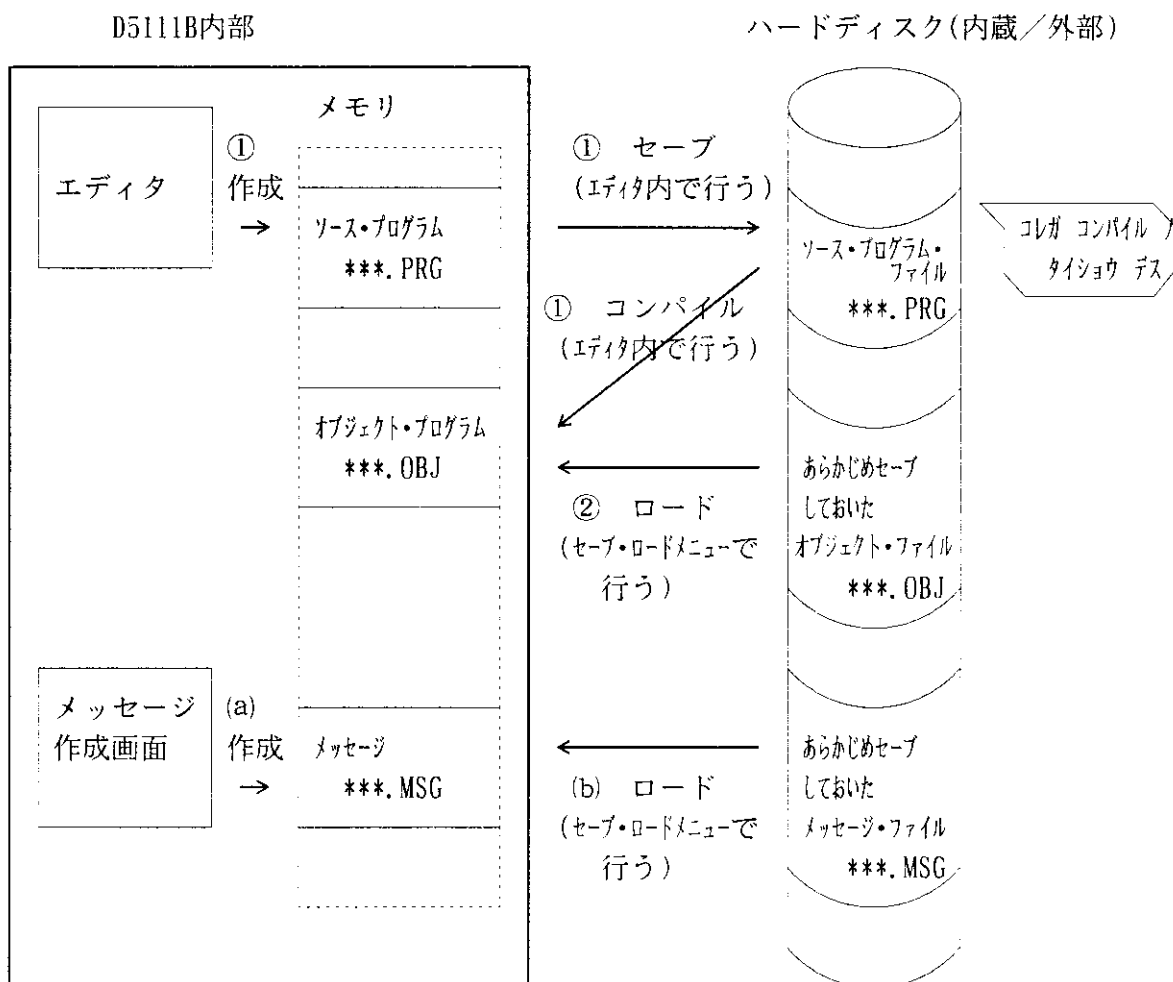 D5111B内部
ハードディスク(内蔵／外部)
メモリ
エディタ
①
作成
→
ソース・プログラム
***.PRG
① セーブ
(エディタ内で行う)
ソース・プログラム・
ファイル
***.PRG
コレガ コンパイル
タイショウ デス
① コンパイル
(エディタ内で行う)
オブジェクト・プログラム
***.OBJ
② ロード
(セーブ・ロードメニューで
行う)
あらかじめセーブ
しておいた
オブジェクト・ファイル
***.OBJ
メッセージ
作成画面
(a)
作成
→
メッセージ
***.MSG
(b) ロード
(セーブ・ロードメニューで
行う)
あらかじめセーブ
しておいた
メッセージ・ファイル
***.MSG